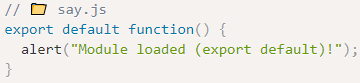 // 📁 say.js
export default function() {
  alert("Module loaded (export default)!");
}